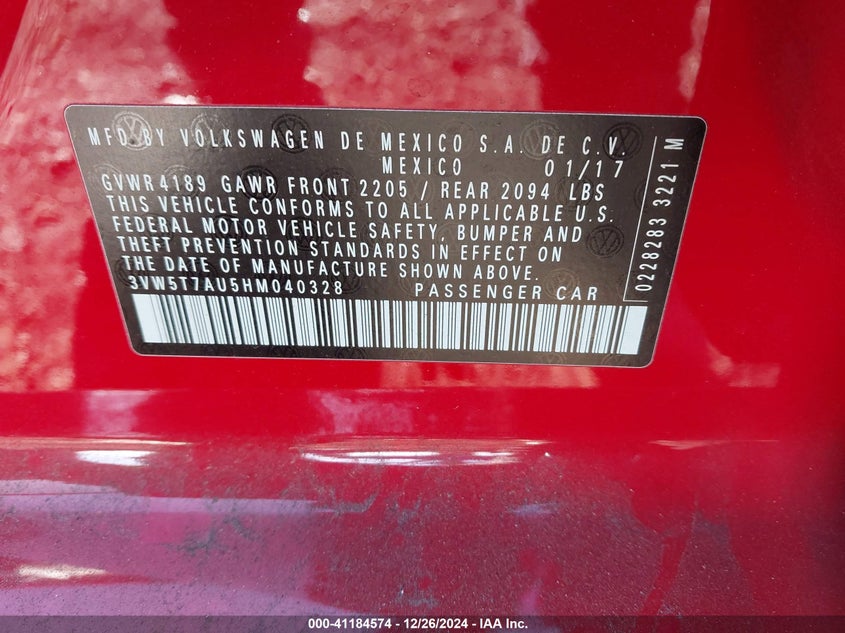 MFD BY VOLKSWAGEN DE MEXICO S.A. DE C.V.
MEXICO 01/17
GVWR4189 GAWR FRONT 2205 / REAR 2094 LBS
THIS VEHICLE CONFORMS TO ALL APPLICABLE U.S.
FEDERAL MOTOR VEHICLE SAFETY, BUMPER AND
THEFT PREVENTION STANDARDS IN EFFECT ON
THE DATE OF MANUFACTURE SHOWN ABOVE.
3VW5T7AU5HM040328 PASSENGER CAR
0228283 3221 M
000-41184574 - 12/26/2024 - IAA Inc.